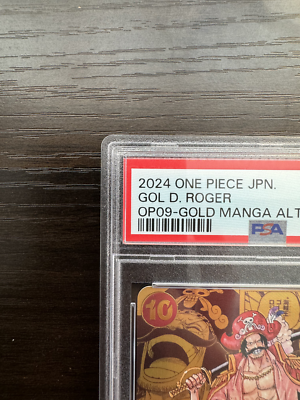 2024 ONE PIECE JPN.
GOL D. ROGER
OP09-GOLD MANGA ALT
PSA
10